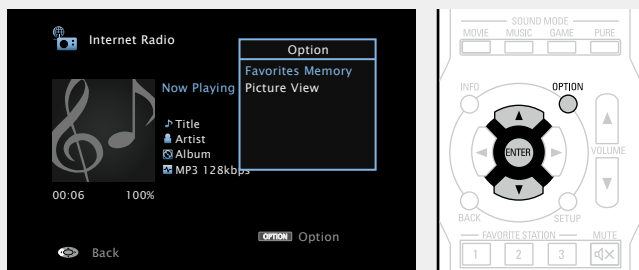 Internet Radio
Option
Favorites Memory
Picture View
Now Playing
Title
Artist
Album
MP3 128kbps
00:06 100%
OPTION Option
Back
SOUND MODE
MOVIE MUSIC GAME PURE
INFO OPTION
ENTER
VOLUME
BACK SETUP
FAVORITE STATION MUTE
1 2 3